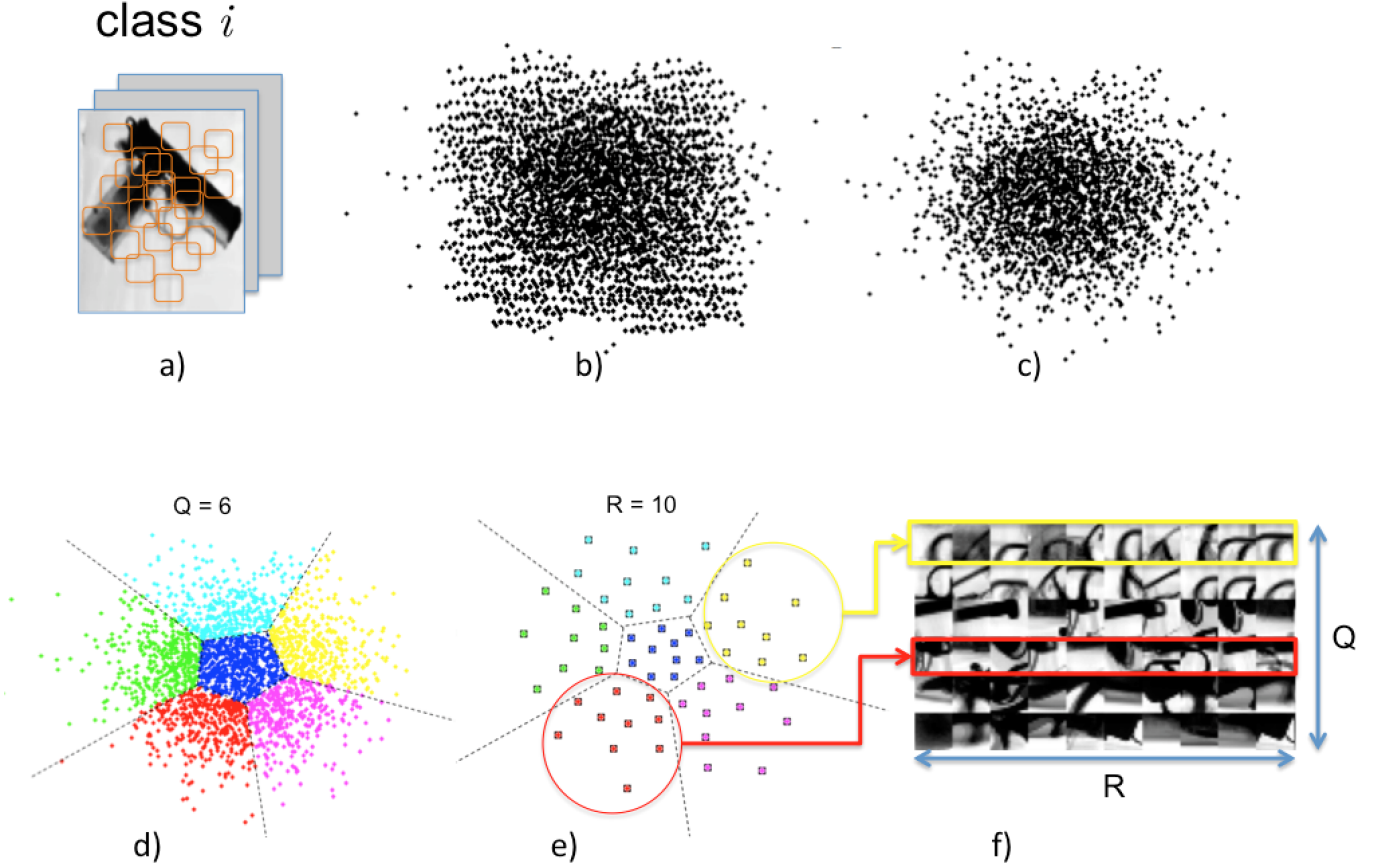 class i
a)
b)
c)
Q = 6
R = 10
Q
R
d)
e)
f)